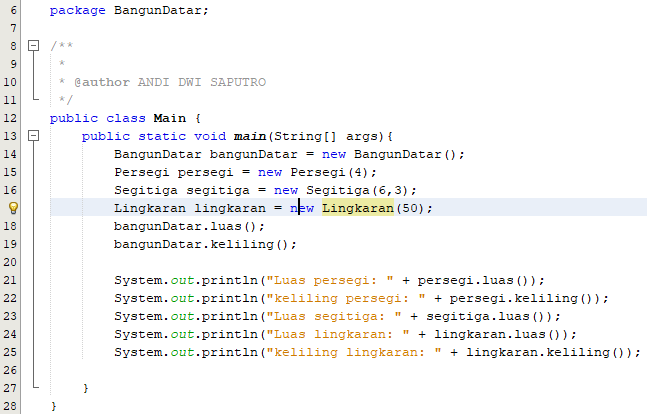 6 package BangunDatar;
7
8 /**
9  *
10  * @author ANDI DWI SAPUTRO
11  */
12 public class Main {
13     public static void main(String[] args){
14         BangunDatar bangunDatar = new BangunDatar();
15         Persegi persegi = new Persegi(4);
16         Segitiga segitiga = new Segitiga(6,3);
        Lingkaran lingkaran = new Lingkaran(50);
18         bangunDatar.luas();
19         bangunDatar.keliling();
20
21         System.out.println("Luas persegi: " + persegi.luas());
22         System.out.println("keliling persegi: " + persegi.keliling());
23         System.out.println("Luas segitiga: " + segitiga.luas());
24         System.out.println("Luas lingkaran: " + lingkaran.luas());
25         System.out.println("keliling lingkaran: " + lingkaran.keliling());
26
27     }
28 }